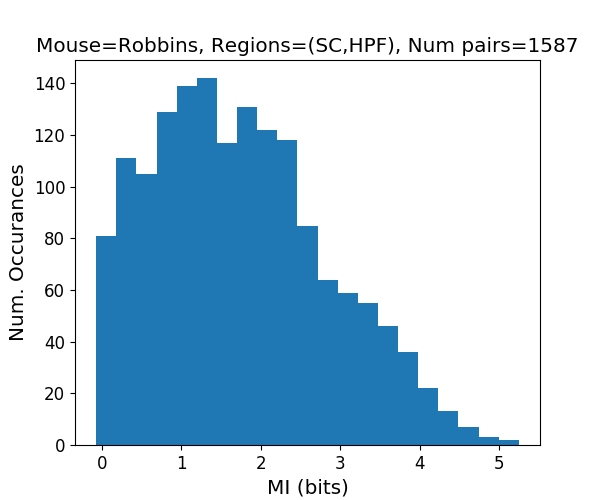 Mouse=Robbins, Regions=(SC,HPF), Num pairs=1587
140
120
100
80
60
40
20
0
Num. Occurances
0 1 2 3 4 5
MI (bits)